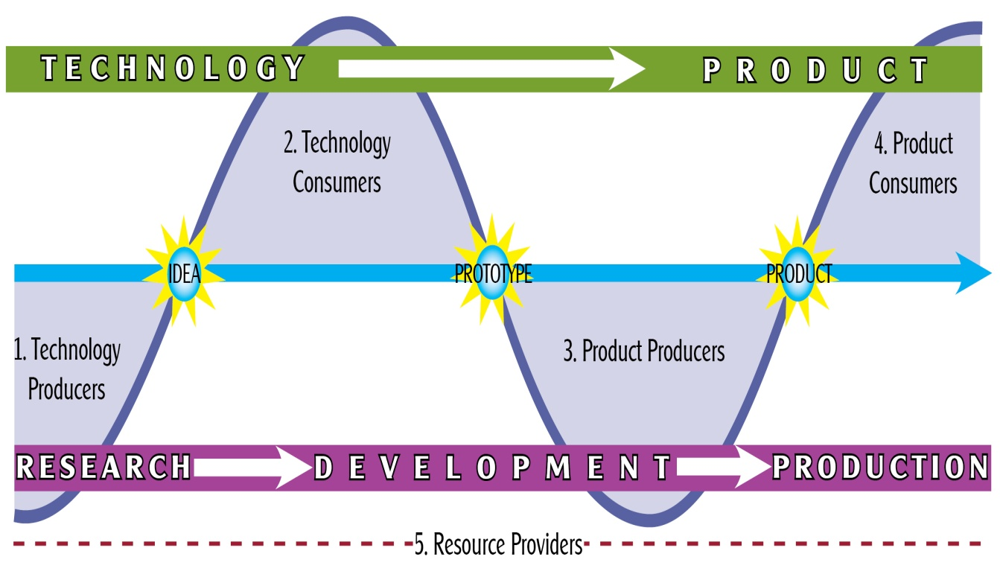 TECHNOLOGY PRODUCT
2. Technology
Consumers
4. Product
Consumers
IDEA PROTOTYPE PRODUCT
1. Technology
Producers
3. Product Producers
RESEARCH DEVELOPMENT PRODUCTION
5. Resource Providers